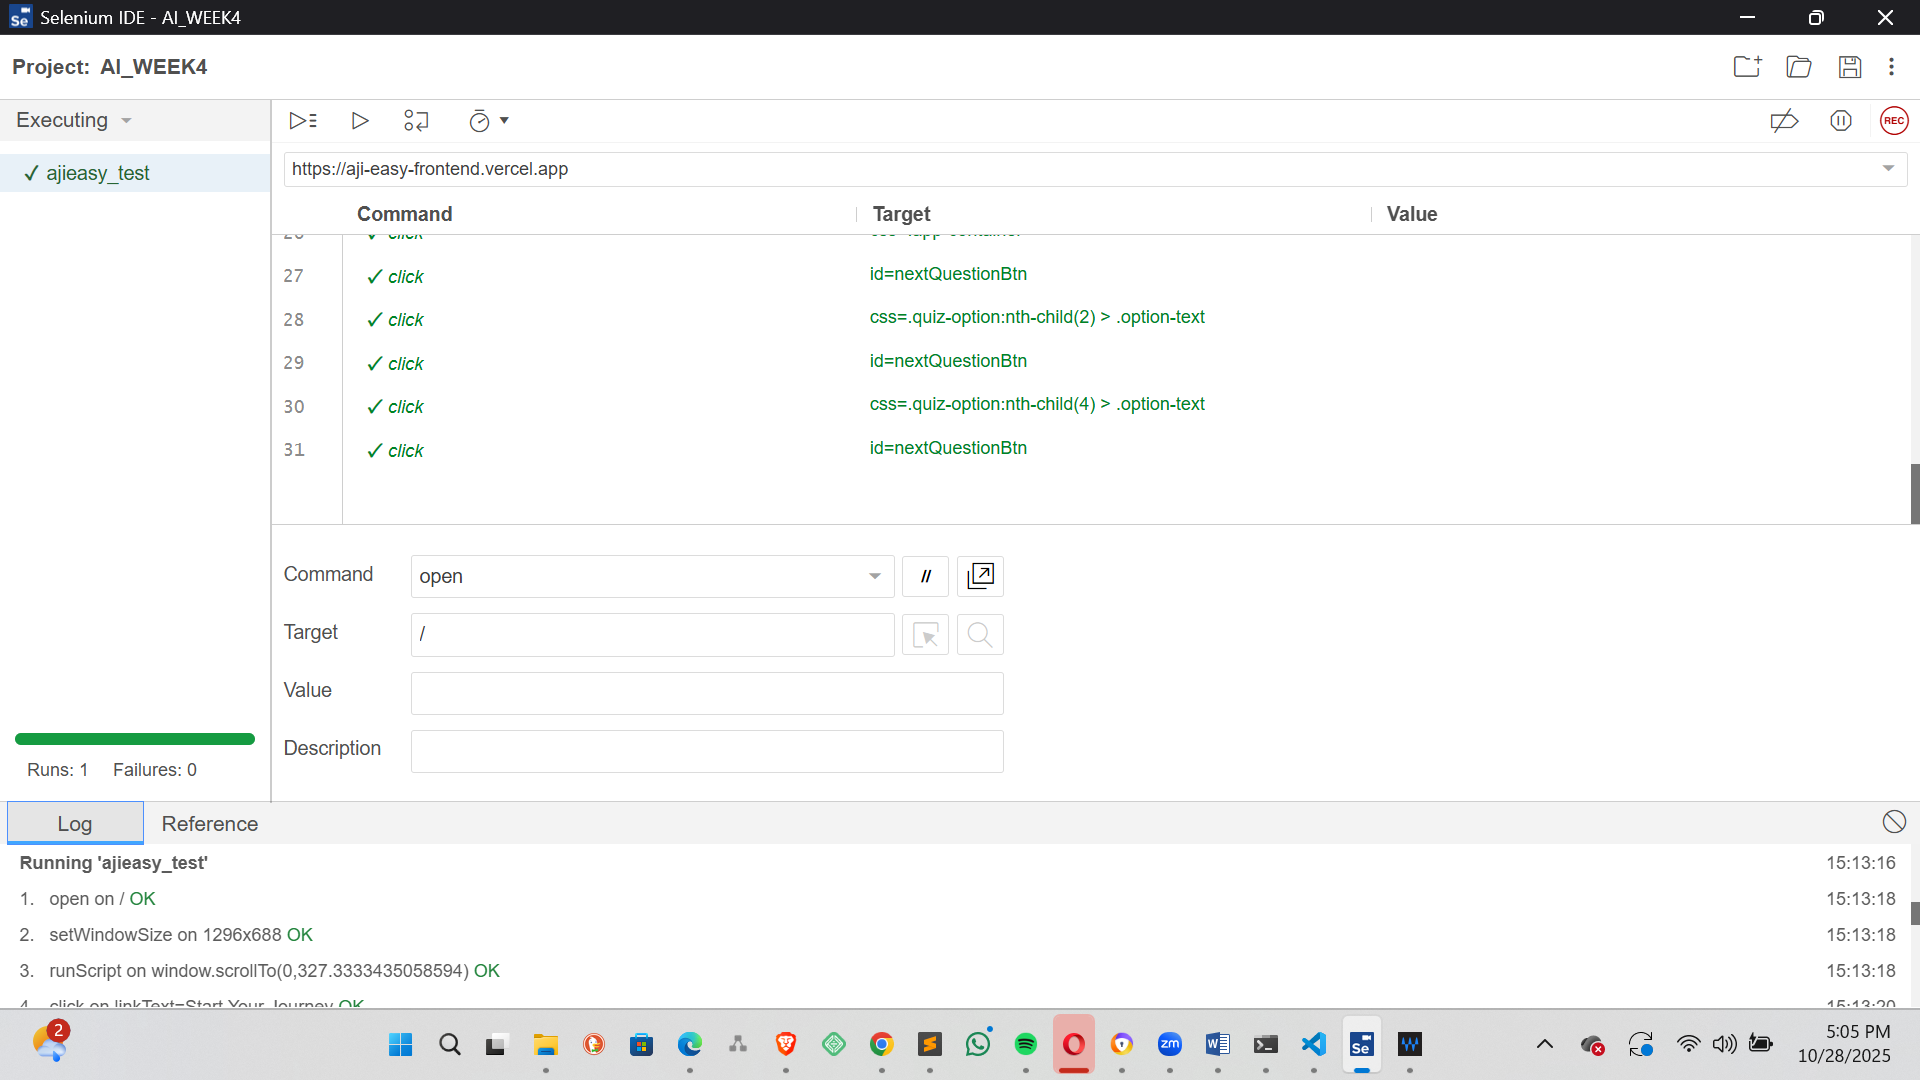 Selenium IDE - AI_WEEK4
Project: AI_WEEK4
Executing
✓ ajieasy_test
REC
https://aji-easy-frontend.vercel.app
Command Target Value
27 ✓ click id=nextQuestionBtn
28 ✓ click css=.quiz-option:nth-child(2) > .option-text
29 ✓ click id=nextQuestionBtn
30 ✓ click css=.quiz-option:nth-child(4) > .option-text
31 ✓ click id=nextQuestionBtn
Command open //
Target /
Value
Description
Runs: 1 Failures: 0
Log Reference
Running 'ajieasy_test' 15:13:16
1. open on / OK 15:13:18
2. setWindowSize on 1296x688 OK 15:13:18
3. runScript on window.scrollTo(0,327.3333435058594) OK 15:13:18
4. click on linkText=Start Your Journey OK 15:13:20
2
zm
Se
5:05 PM
10/28/2025